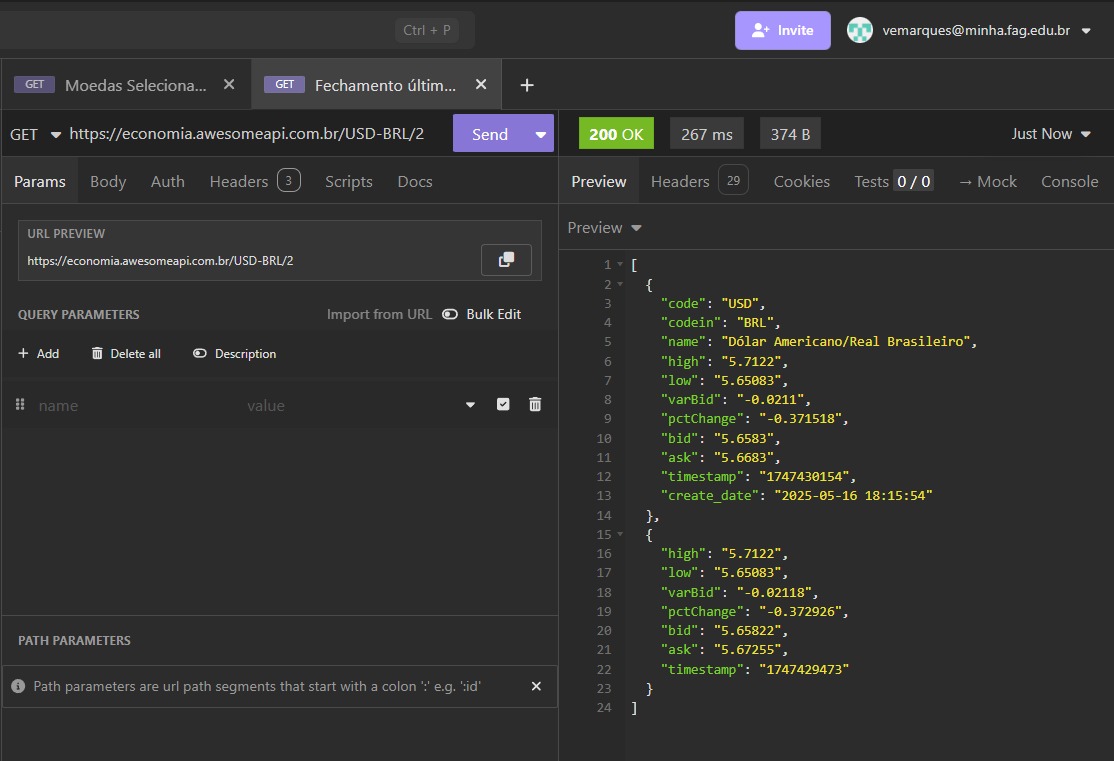 Ctrl + P
Invite
vemarques@minha.fag.edu.br
GET Moedas Seleciona...
GET Fechamento últim...
GET https://economia.awesomeapi.com.br/USD-BRL/2
Send
200 OK 267 ms 374 B
Just Now
Params Body Auth Headers 3 Scripts Docs
Preview Headers 29 Cookies Tests 0 / 0 → Mock Console
URL PREVIEW
https://economia.awesomeapi.com.br/USD-BRL/2
QUERY PARAMETERS
Import from URL Bulk Edit
+ Add Delete all Description
name value
PATH PARAMETERS
Path parameters are url path segments that start with a colon ':' e.g. ':id'
Preview
1 [
2 {
3 "code": "USD",
4 "codein": "BRL",
5 "name": "Dólar Americano/Real Brasileiro",
6 "high": "5.7122",
7 "low": "5.65083",
8 "varBid": "-0.0211",
9 "pctChange": "-0.371518",
10 "bid": "5.6583",
11 "ask": "5.6683",
12 "timestamp": "1747430154",
13 "create_date": "2025-05-16 18:15:54"
14 },
15 {
16 "high": "5.7122",
17 "low": "5.65083",
18 "varBid": "-0.02118",
19 "pctChange": "-0.372926",
20 "bid": "5.65822",
21 "ask": "5.67255",
22 "timestamp": "1747429473"
23 }
24 ]